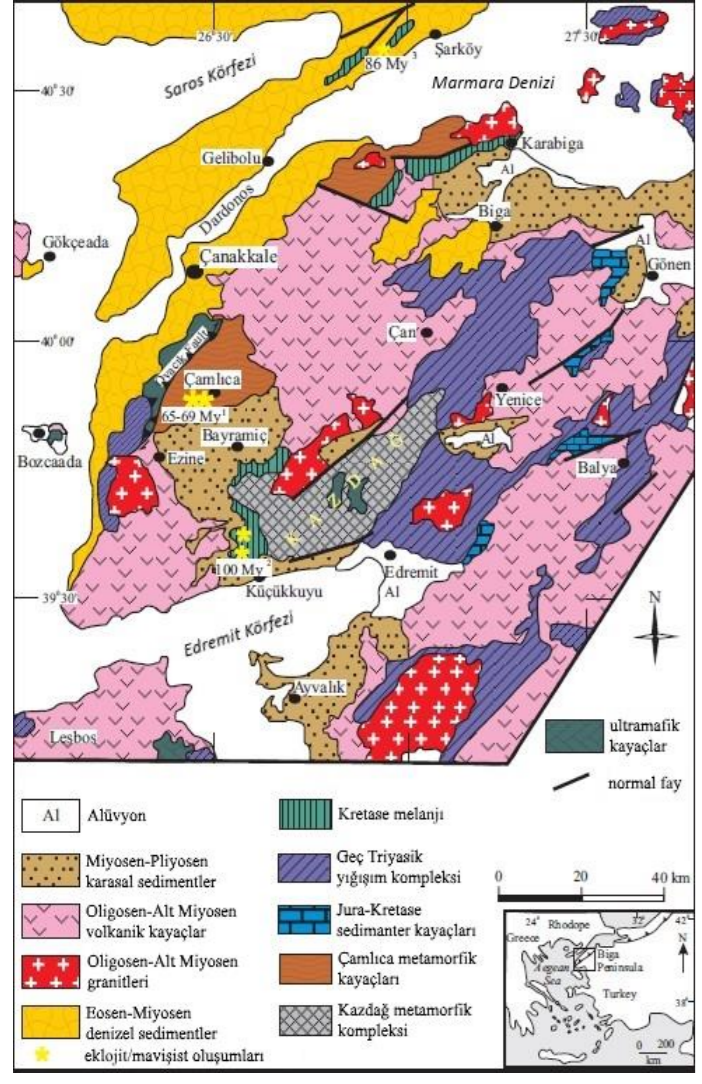 26°30'
27°30'
Şarköy
86 My³
Saros Körfezi
Marmara Denizi
40°30'
Karabiga
Gelibolu
Al
Dardonos
Biga
Gökçeada
Al
Çanakkale
Gönen
40°00'
Çan
Ovacık Fault
Çamlıca
Yenice
65-69 My¹
Bayramiç
Al
Bozcaada
Ezine
Balya
KAZDAĞ
100 My²
Edremit
Küçükkuyu
Al
39°30'
N
Edremit Körfezi
Ayvalık
Lesbos
ultramafik
kayaçlar
normal fay
Al
Alüvyon
Kretase melanjı
Miyosen-Pliyosen
karasal sedimentler
Geç Triyasik
yığışım kompleksi
0 20 40 km
Oligosen-Alt Miyosen
volkanik kayaçlar
Jura-Kretase
sedimanter kayaçları
Oligosen-Alt Miyosen
granitleri
Çamlıca metamorfik
kayaçları
Eosen-Miyosen
denizel sedimentler
Kazdağ metamorfik
kompleksi
eklojit/mavişist oluşumları
24°
Rhodope
32°
42°
Greece
N
Biga
Peninsula
Aegean
Sea
Turkey
38°
0 200
km